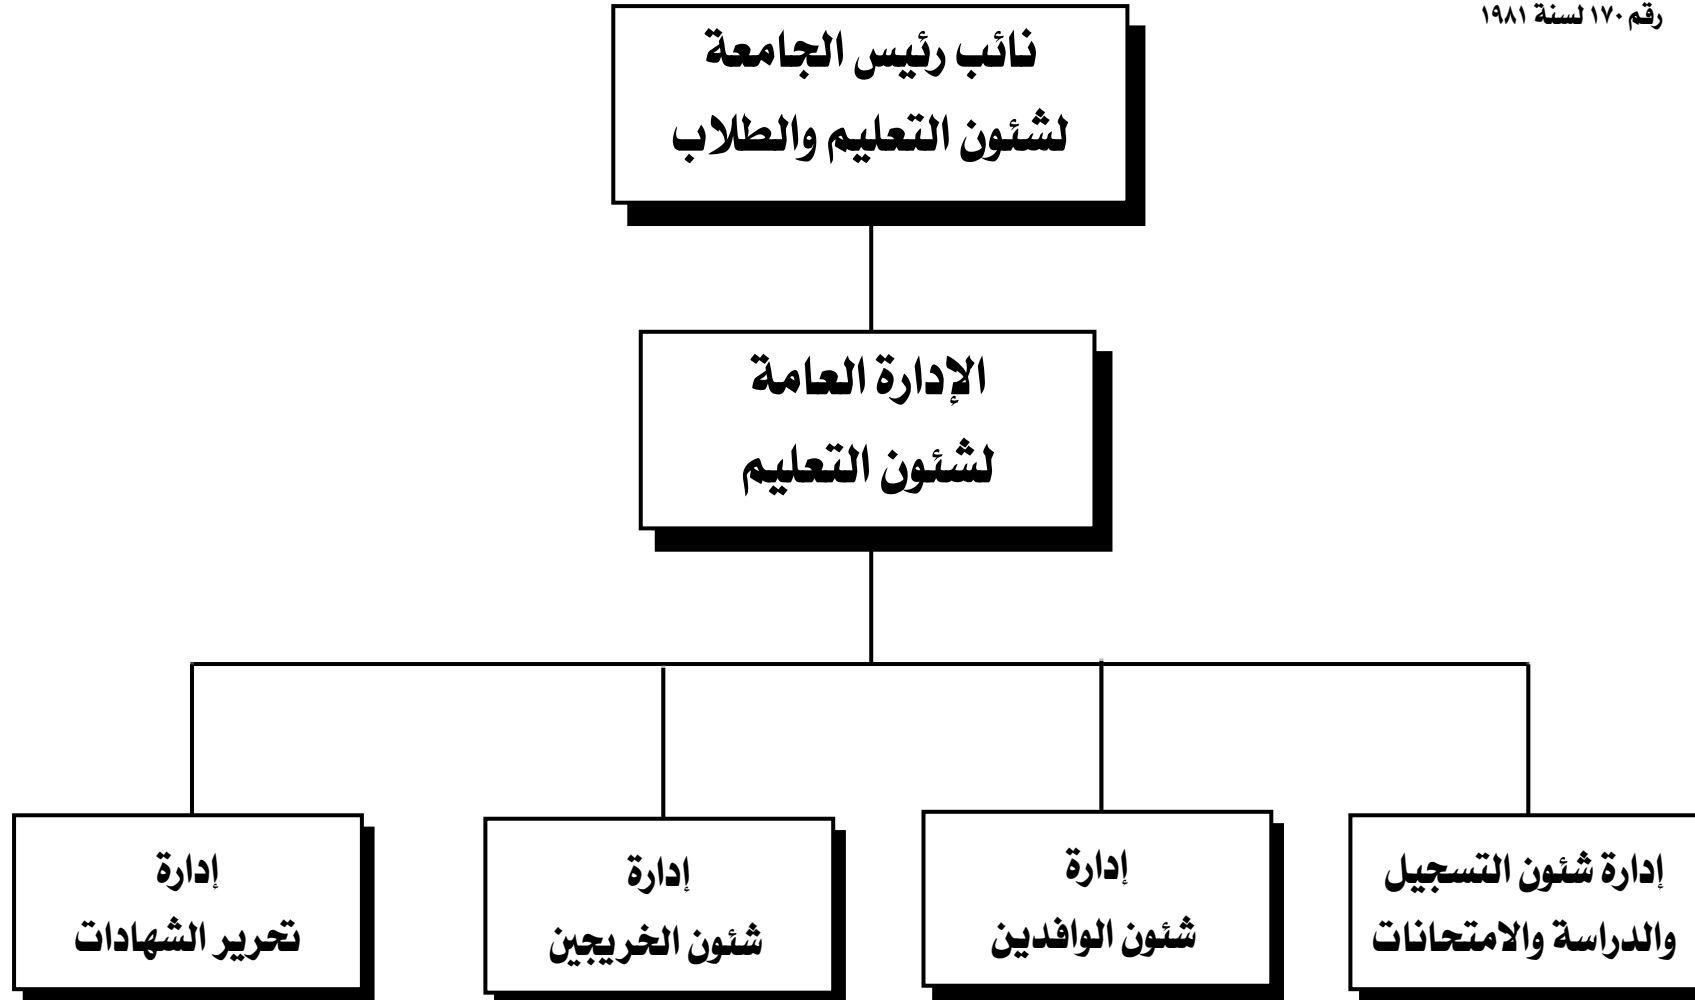 رقم ١٧٠ لسنة ١٩٨١
نائب رئيس الجامعة
لشئون التعليم والطلاب
الإدارة العامة
لشئون التعليم
إدارة شئون التسجيل
والدراسة والامتحانات
إدارة
شئون الوافدين
إدارة
شئون الخريجين
إدارة
تحرير الشهادات